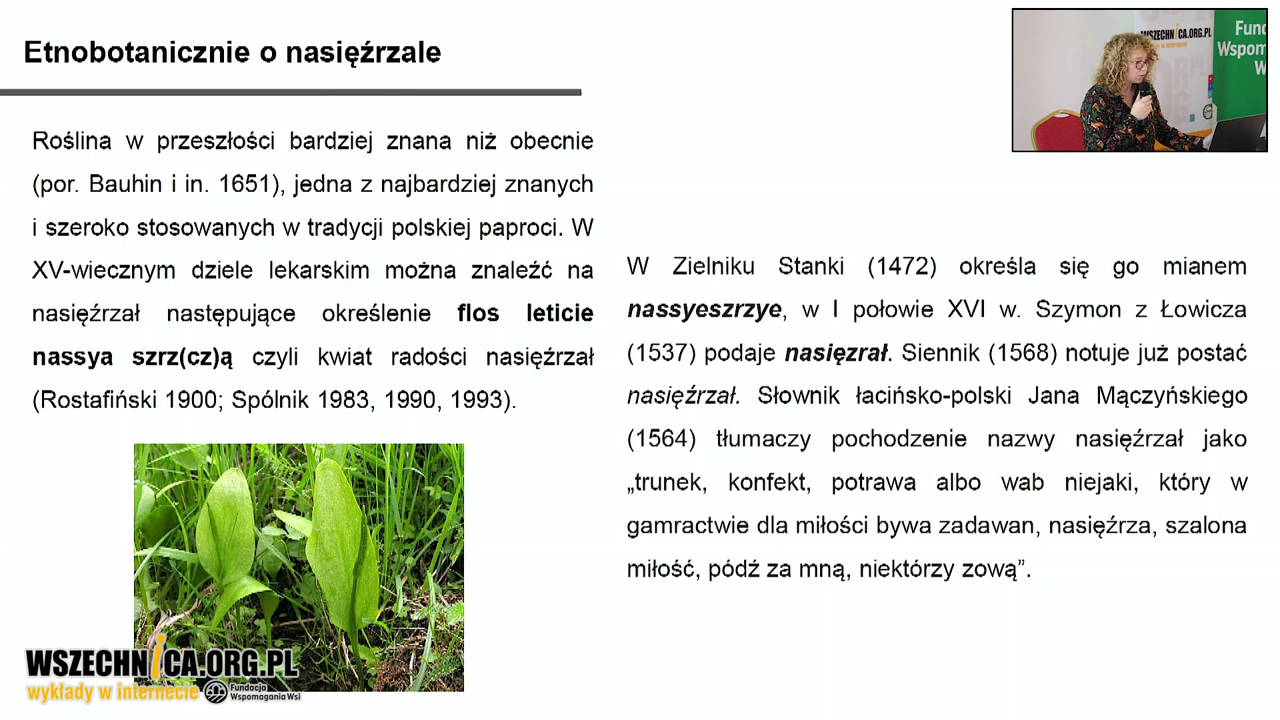 Etnobotanicznie o nasięźrzale
Roślina w przeszłości bardziej znana niż obecnie
(por. Bauhin i in. 1651), jedna z najbardziej znanych
i szeroko stosowanych w tradycji polskiej paproci. W
XV-wiecznym dziele lekarskim można znaleźć na
nasięźrzał następujące określenie flos leticie
nassya szrz(cz)ą czyli kwiat radości nasięźrzał
(Rostafiński 1900; Spólnik 1983, 1990, 1993).
W Zielniku Stanki (1472) określa się go mianem
nassyeszrzye, w I połowie XVI w. Szymon z Łowicza
(1537) podaje nasięzrał. Siennik (1568) notuje już postać
nasięźrzał. Słownik łacińsko-polski Jana Mączyńskiego
(1564) tłumaczy pochodzenie nazwy nasięźrzał jako
„trunek, konfekt, potrawa albo wab niejaki, który w
gamractwie dla miłości bywa zadawan, nasięźrza, szalona
miłość, pódź za mną, niektórzy zową”.
WSZECHNICA.ORG.PL
Fund
Wspom
W
WSZECHNICA.ORG.PL
wykłady w internecie
Fundacja
Wspomagania Wsi